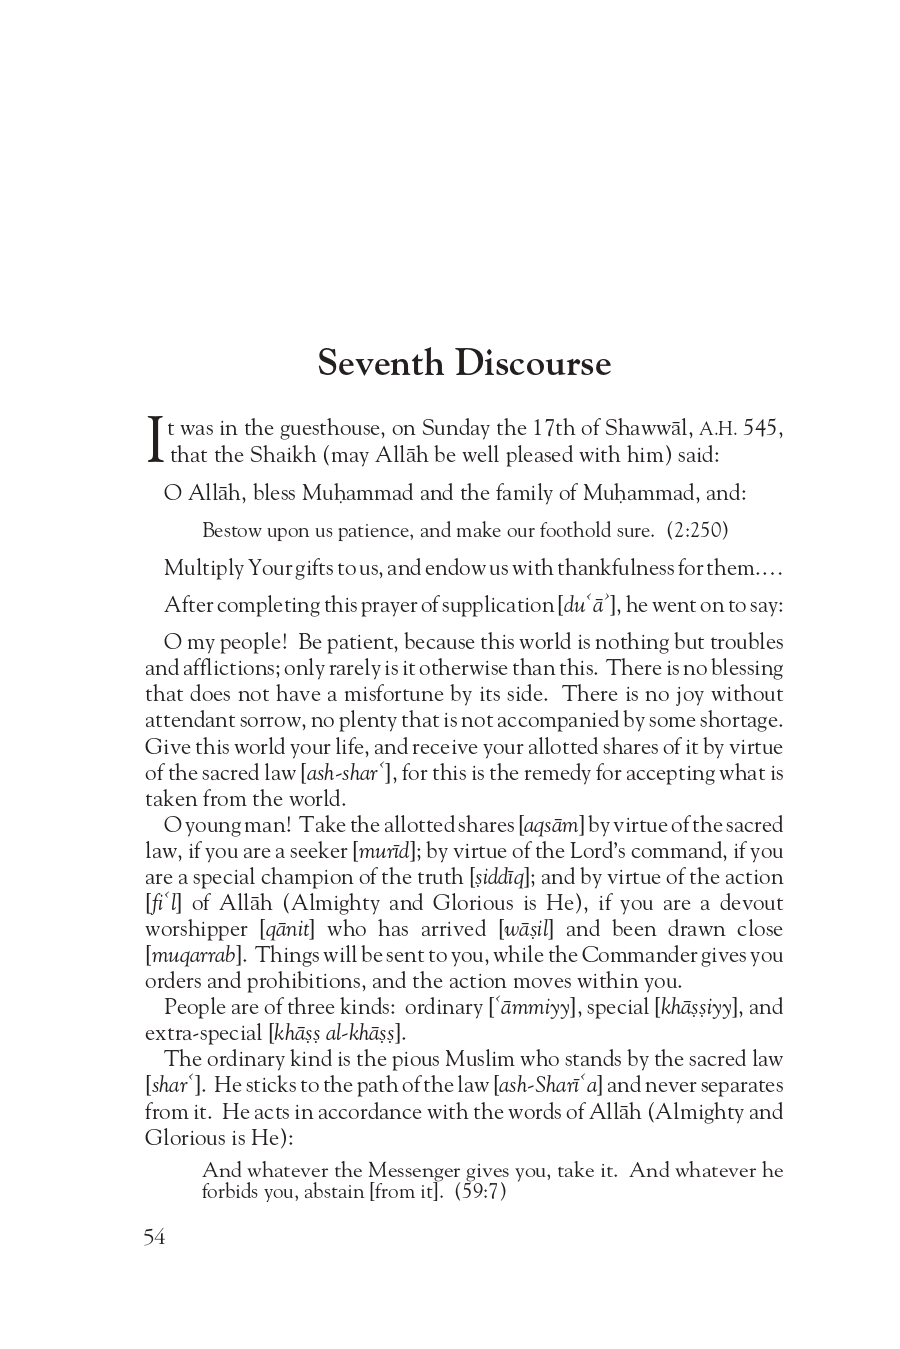 Seventh Discourse
It was in the guesthouse, on Sunday the 17th of Shawwāl, A.H. 545,
that the Shaikh (may Allāh be well pleased with him) said:
O Allāh, bless Muḥammad and the family of Muḥammad, and:
Bestow upon us patience, and make our foothold sure. (2:250)
Multiply Your gifts to us, and endow us with thankfulness for them….
After completing this prayer of supplication [duʿāʾ], he went on to say:
O my people! Be patient, because this world is nothing but troubles
and afflictions; only rarely is it otherwise than this. There is no blessing
that does not have a misfortune by its side. There is no joy without
attendant sorrow, no plenty that is not accompanied by some shortage.
Give this world your life, and receive your allotted shares of it by virtue
of the sacred law [ash-sharʿ], for this is the remedy for accepting what is
taken from the world.
O young man! Take the allotted shares [aqsām] by virtue of the sacred
law, if you are a seeker [murīd]; by virtue of the Lord’s command, if you
are a special champion of the truth [ṣiddīq]; and by virtue of the action
[fiʿl] of Allāh (Almighty and Glorious is He), if you are a devout
worshipper [qānit] who has arrived [wāṣil] and been drawn close
[muqarrab]. Things will be sent to you, while the Commander gives you
orders and prohibitions, and the action moves within you.
People are of three kinds: ordinary [ʿāmmiyy], special [khāṣṣiyy], and
extra-special [khāṣṣ al-khāṣṣ].
The ordinary kind is the pious Muslim who stands by the sacred law
[sharʿ]. He sticks to the path of the law [ash-Sharīʿa] and never separates
from it. He acts in accordance with the words of Allāh (Almighty and
Glorious is He):
And whatever the Messenger gives you, take it. And whatever he
forbids you, abstain [from it]. (59:7)
54